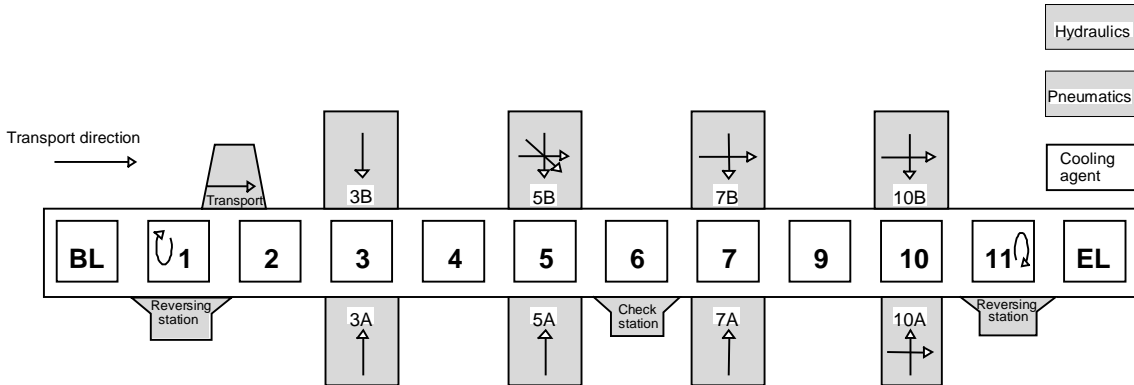 Hydraulics
Pneumatics
Cooling
agent
Transport direction
Transport
3B
5B
7B
10B
BL
1
2
3
4
5
6
7
9
10
11
EL
Reversing
station
3A
5A
Check
station
7A
10A
Reversing
station